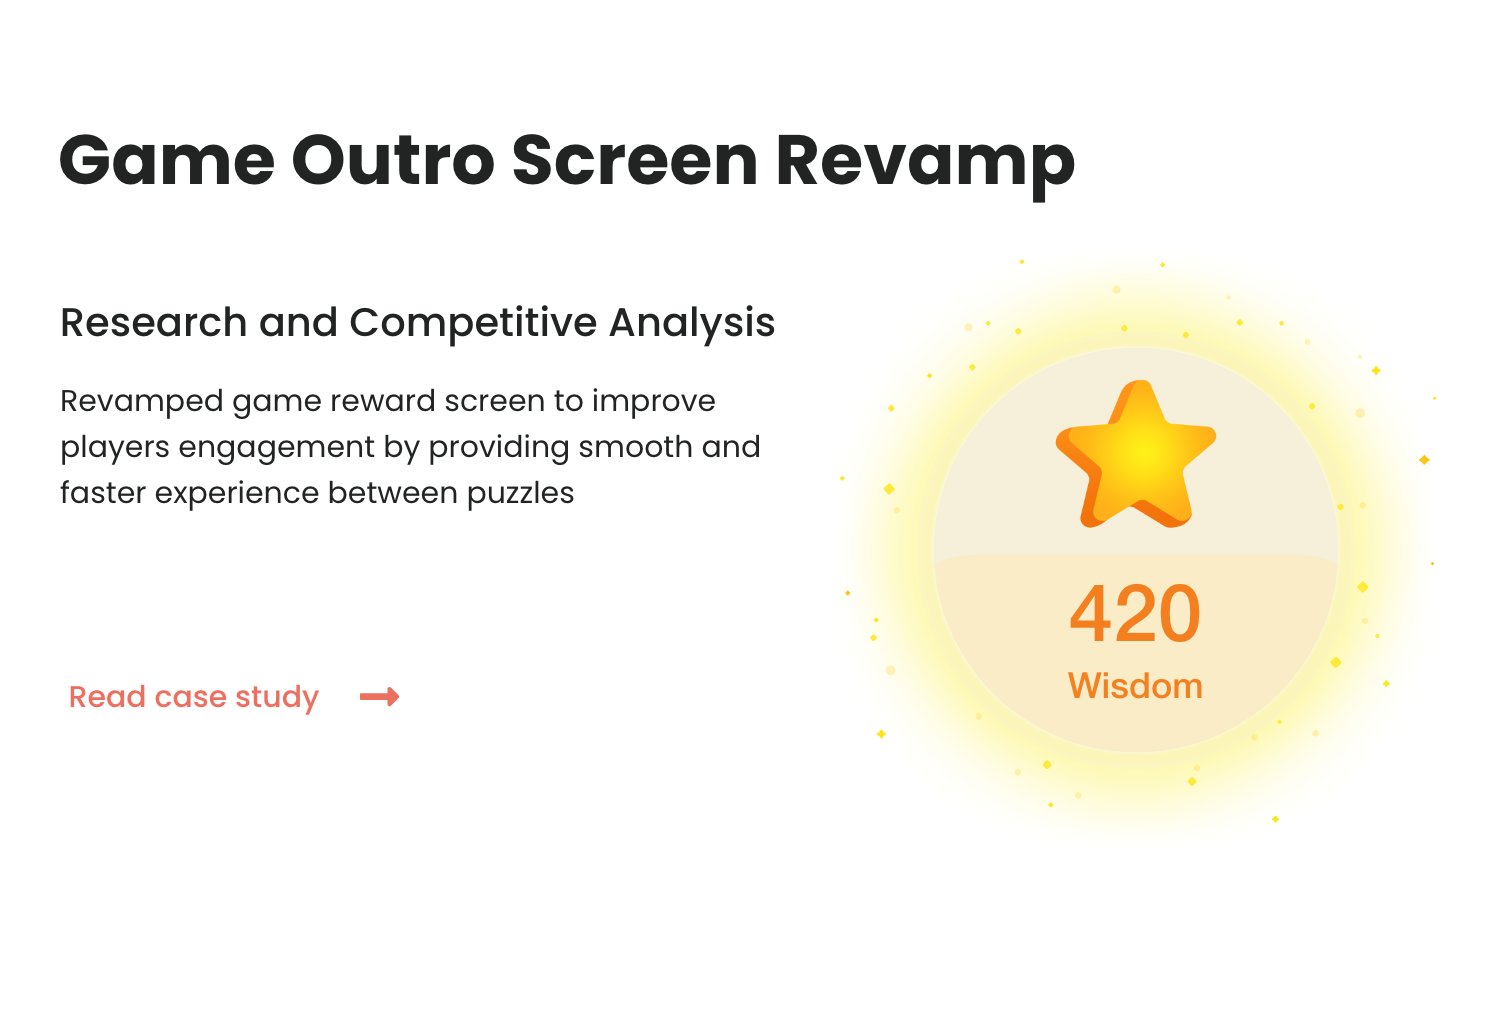 Game Outro Screen Revamp
Research and Competitive Analysis
Revamped game reward screen to improve
players engagement by providing smooth and
faster experience between puzzles
Read case study
420
Wisdom